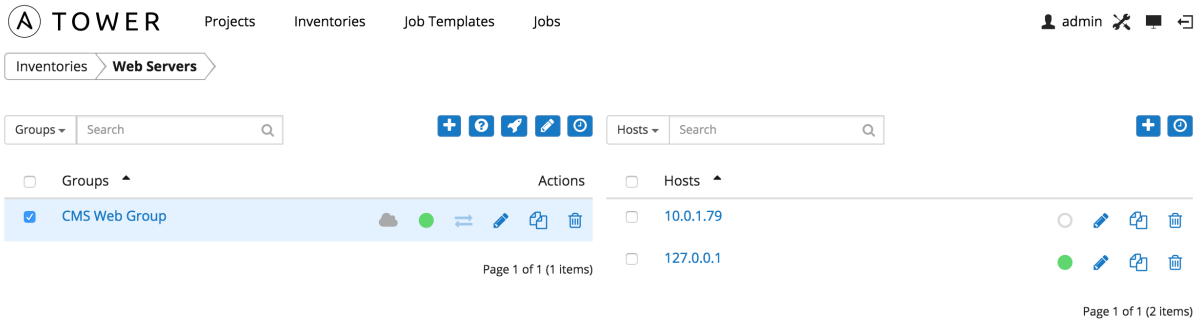 A TOWER Projects Inventories Job Templates Jobs admin
Inventories Web Servers
Groups Search Hosts Search
Groups Actions Hosts
CMS Web Group 10.0.1.79
127.0.0.1
Page 1 of 1 (1 items)
Page 1 of 1 (2 items)